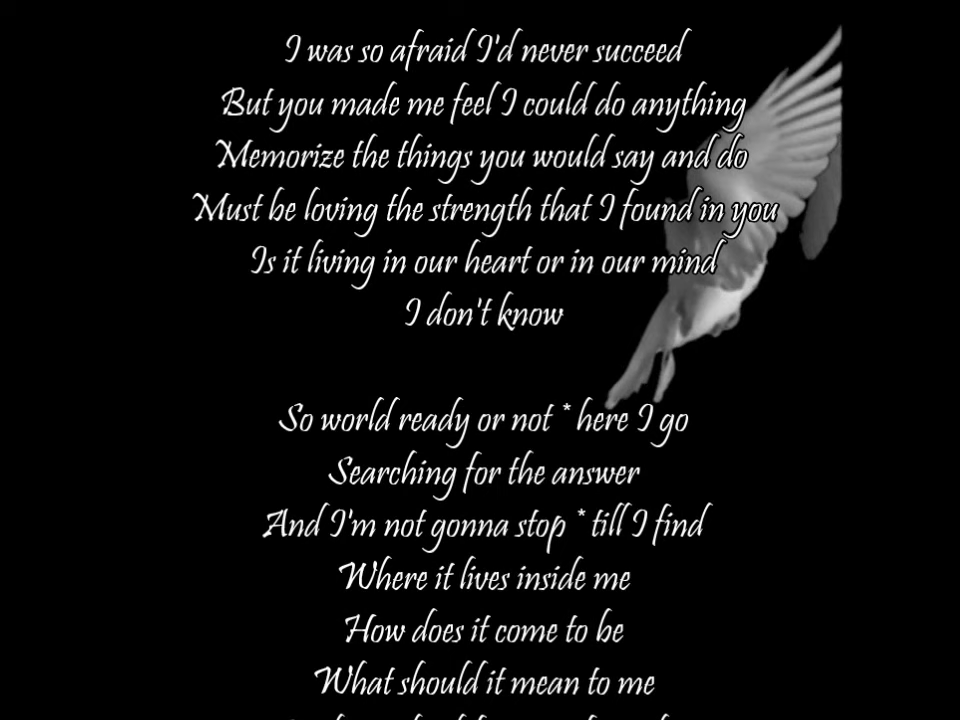 I was so afraid I'd never succeed
But you made me feel I could do anything
Memorize the things you would say and do
Must be loving the strength that I found in you
Is it living in our heart or in our mind
I don't know
So world ready or not * here I go
Searching for the answer
And I'm not gonna stop * till I find
Where it lives inside me
How does it come to be
What should it mean to me